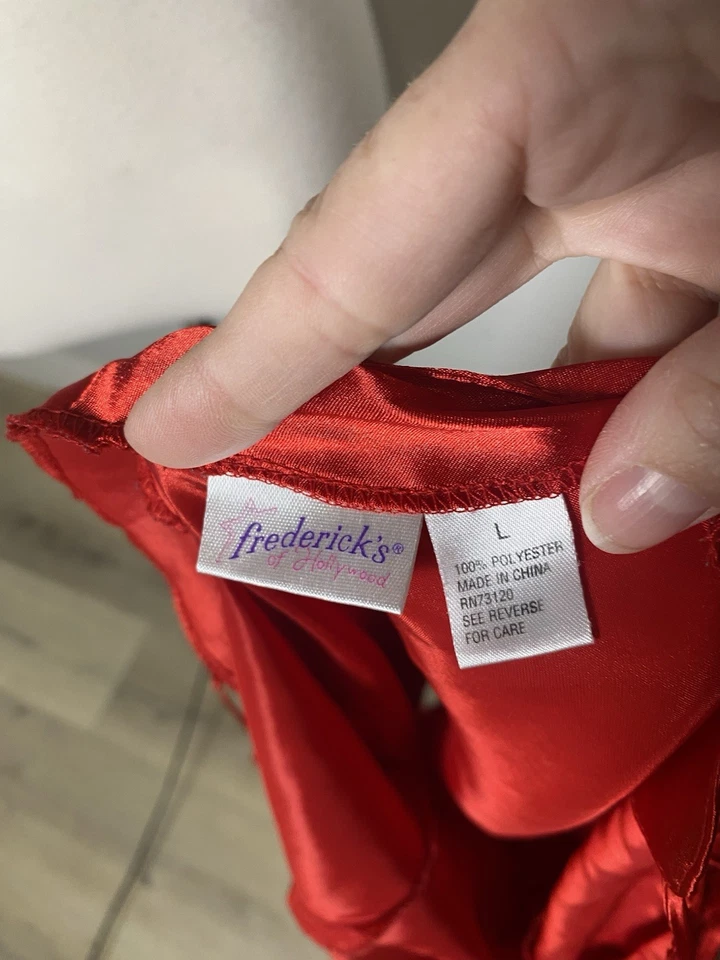 frederick's®
of Hollywood
L
100% POLYESTER
MADE IN CHINA
RN73120
SEE REVERSE
FOR CARE